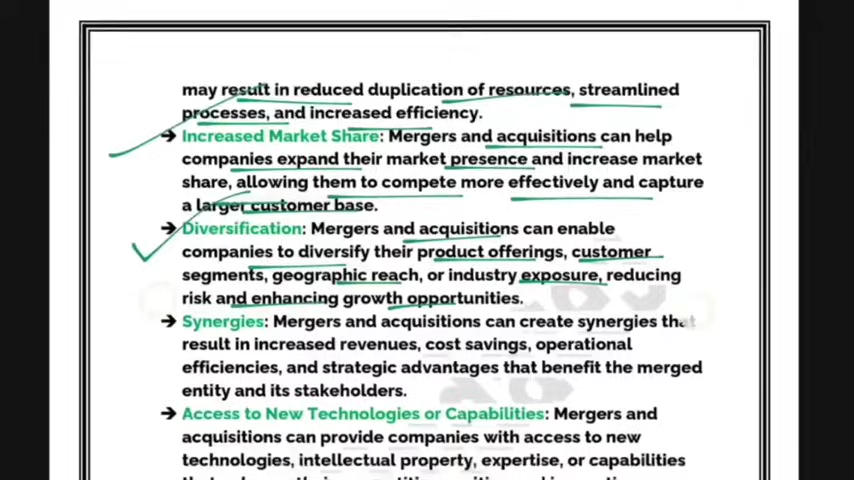 may result in reduced duplication of resources, streamlined
processes, and increased efficiency.
→ Increased Market Share: Mergers and acquisitions can help
companies expand their market presence and increase market
share, allowing them to compete more effectively and capture
a larger customer base.
→ Diversification: Mergers and acquisitions can enable
companies to diversify their product offerings, customer
segments, geographic reach, or industry exposure, reducing
risk and enhancing growth opportunities.
→ Synergies: Mergers and acquisitions can create synergies that
result in increased revenues, cost savings, operational
efficiencies, and strategic advantages that benefit the merged
entity and its stakeholders.
→ Access to New Technologies or Capabilities: Mergers and
acquisitions can provide companies with access to new
technologies, intellectual property, expertise, or capabilities